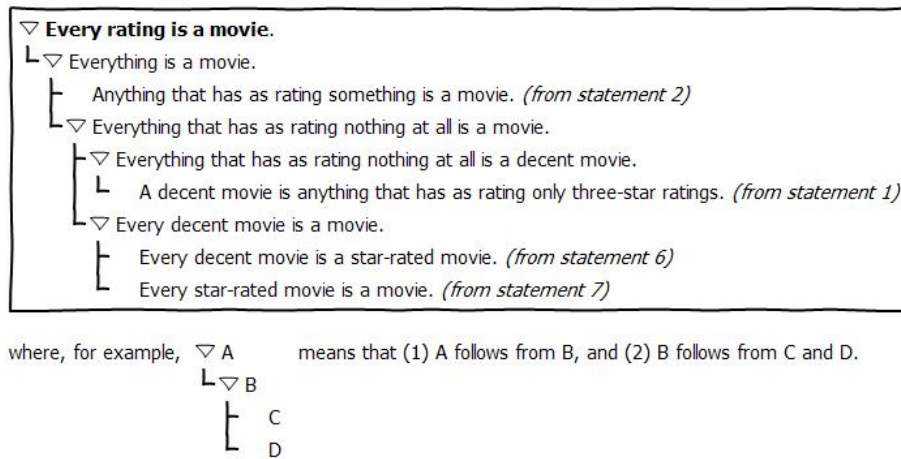 Every rating is a movie.
Everything is a movie.
Anything that has as rating something is a movie. (from statement 2)
Everything that has as rating nothing at all is a movie.
Everything that has as rating nothing at all is a decent movie.
A decent movie is anything that has as rating only three-star ratings. (from statement 1)
Every decent movie is a movie.
Every decent movie is a star-rated movie. (from statement 6)
Every star-rated movie is a movie. (from statement 7)
where, for example, A means that (1) A follows from B, and (2) B follows from C and D.
B
C
D